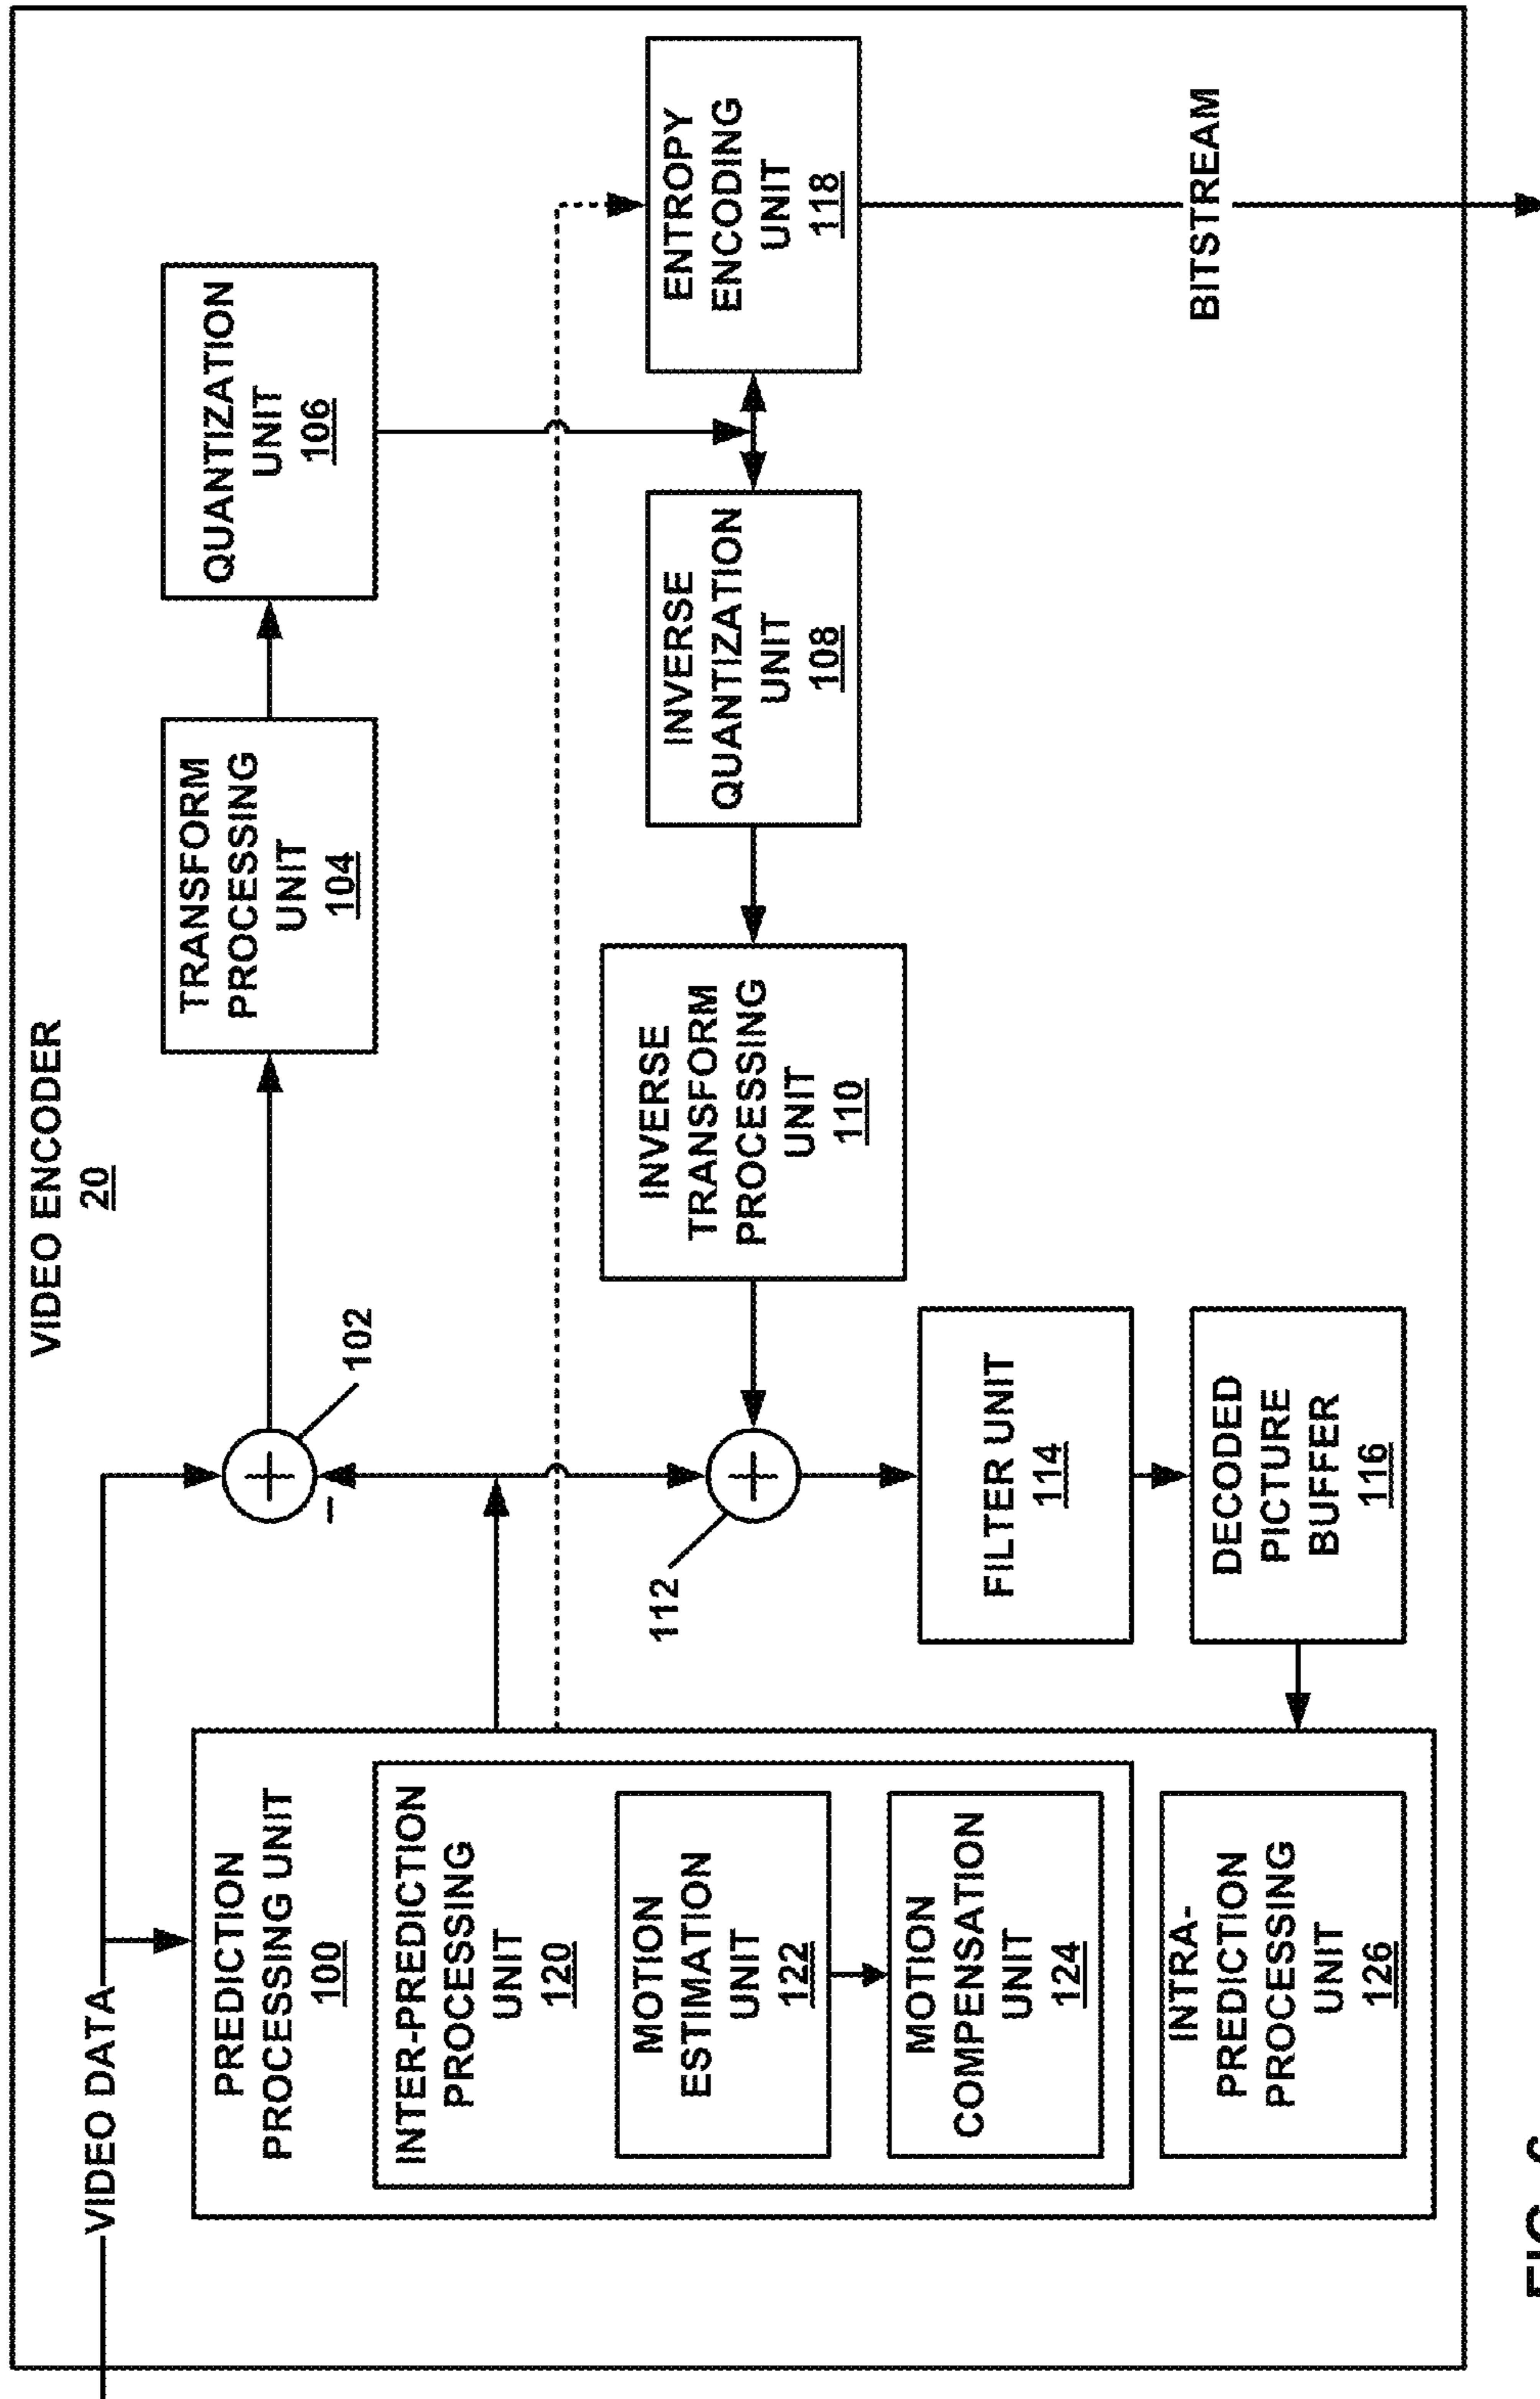 VIDEO ENCODER
20
VIDEO DATA
PREDICTION
PROCESSING UNIT
100
INTER-PREDICTION
PROCESSING
UNIT
120
MOTION
ESTIMATION
UNIT
122
MOTION
COMPENSATION
UNIT
124
INTRA-
PREDICTION
PROCESSING
UNIT
126
+
–
102
TRANSFORM
PROCESSING
UNIT
104
QUANTIZATION
UNIT
106
INVERSE
QUANTIZATION
UNIT
108
INVERSE
TRANSFORM
PROCESSING
UNIT
110
+
112
FILTER UNIT
114
DECODED
PICTURE
BUFFER
116
ENTROPY
ENCODING
UNIT
118
BITSTREAM